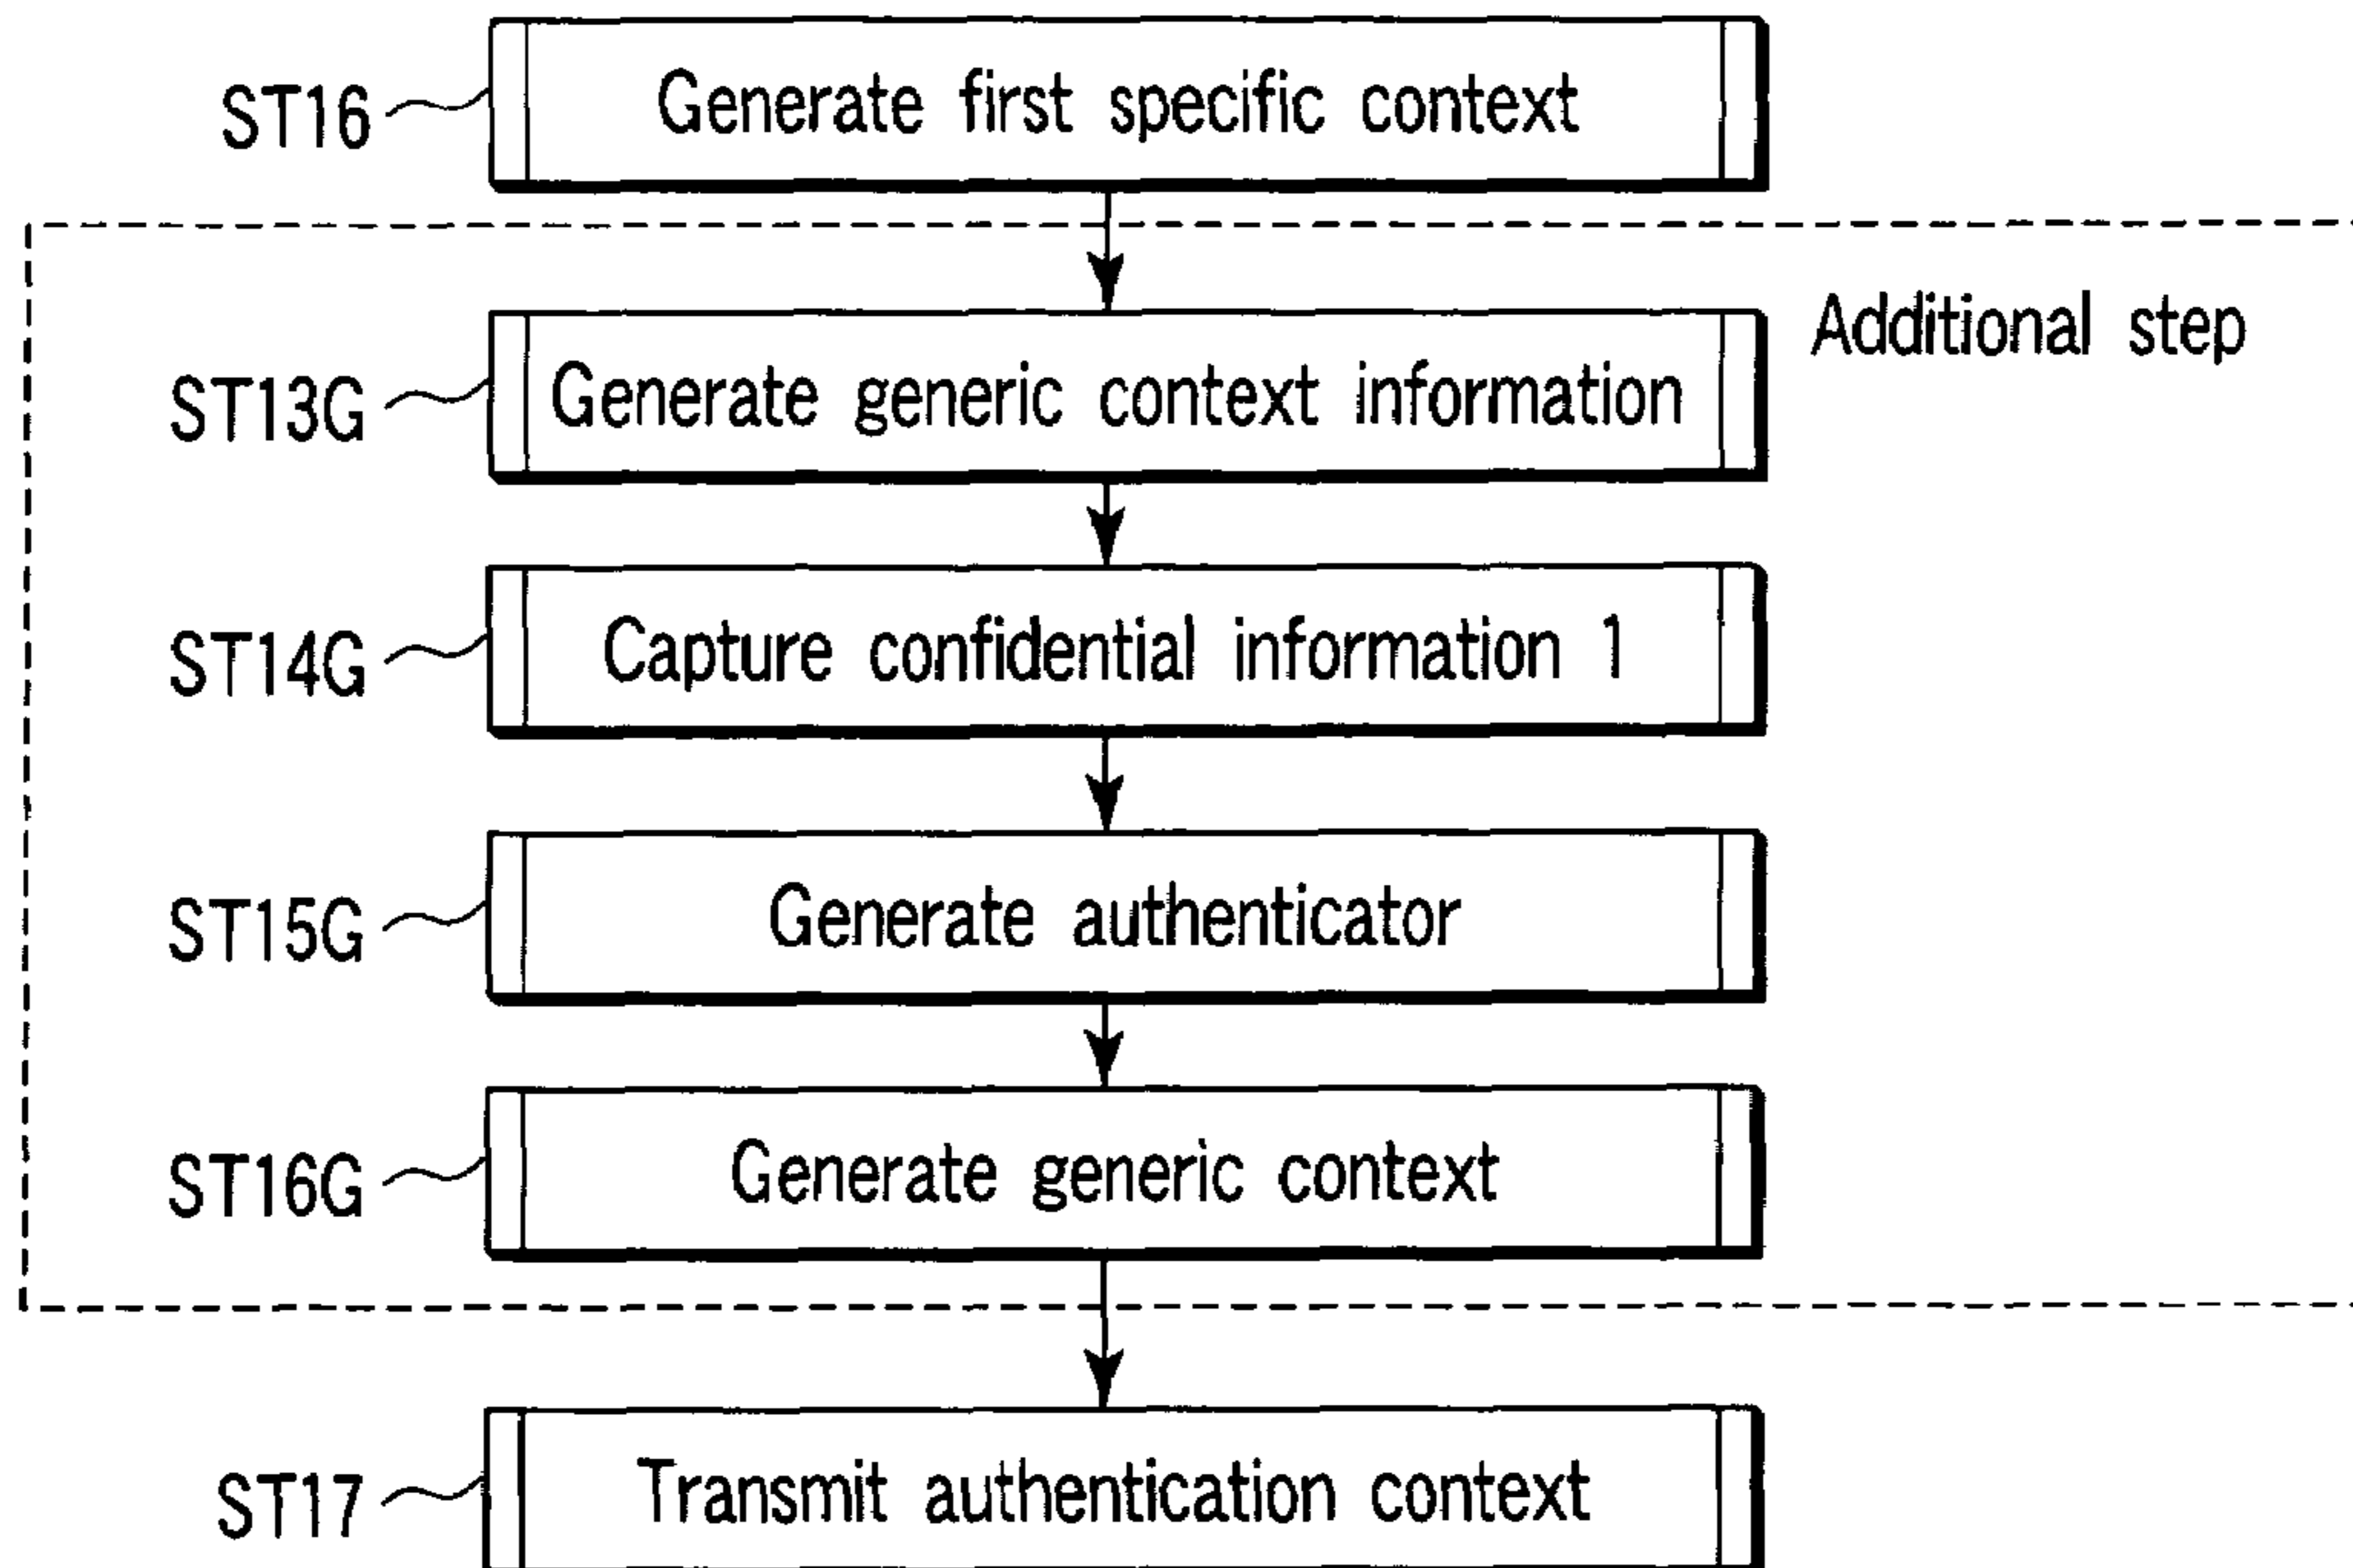 ST16 Generate first specific context
Additional step
ST13G Generate generic context information
ST14G Capture confidential information 1
ST15G Generate authenticator
ST16G Generate generic context
ST17 Transmit authentication context